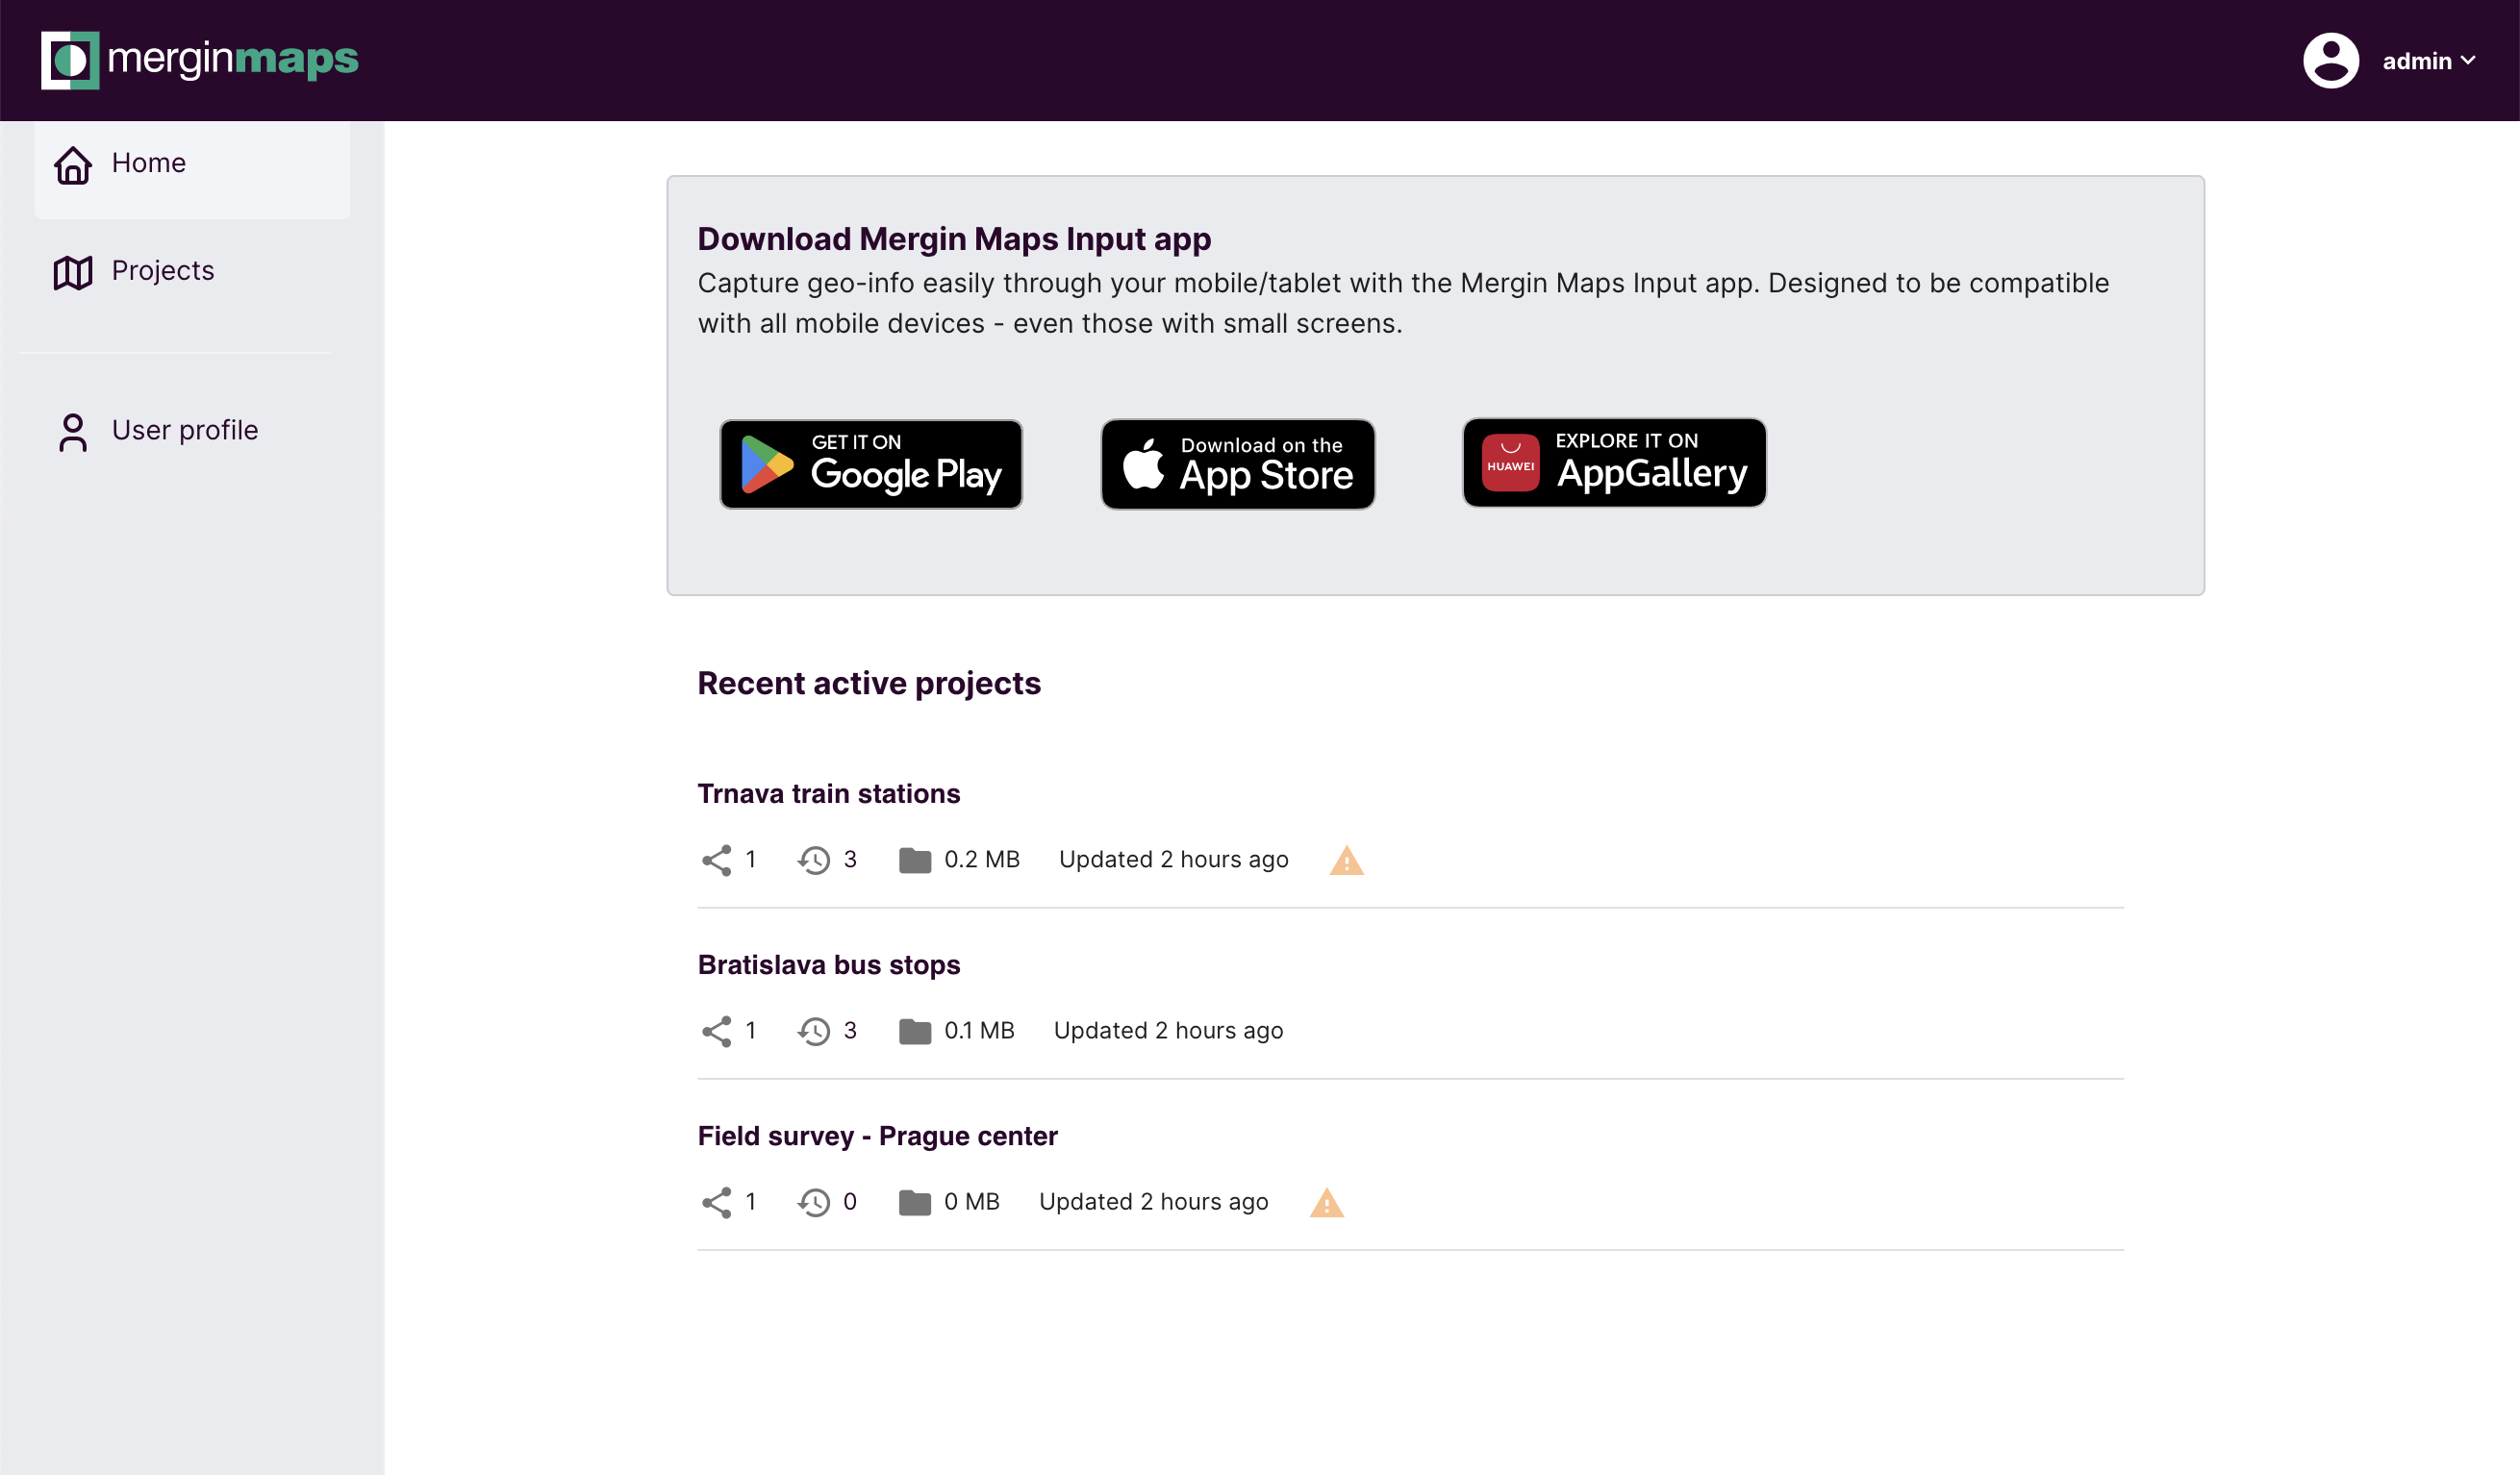 merginmaps
admin
Home
Projects
User profile
Download Mergin Maps Input app
Capture geo-info easily through your mobile/tablet with the Mergin Maps Input app. Designed to be compatible
with all mobile devices - even those with small screens.
GET IT ON
Google Play
Download on the
App Store
HUAWEI
EXPLORE IT ON
AppGallery
Recent active projects
Trnava train stations
1 3 0.2 MB Updated 2 hours ago
Bratislava bus stops
1 3 0.1 MB Updated 2 hours ago
Field survey - Prague center
1 0 0 MB Updated 2 hours ago